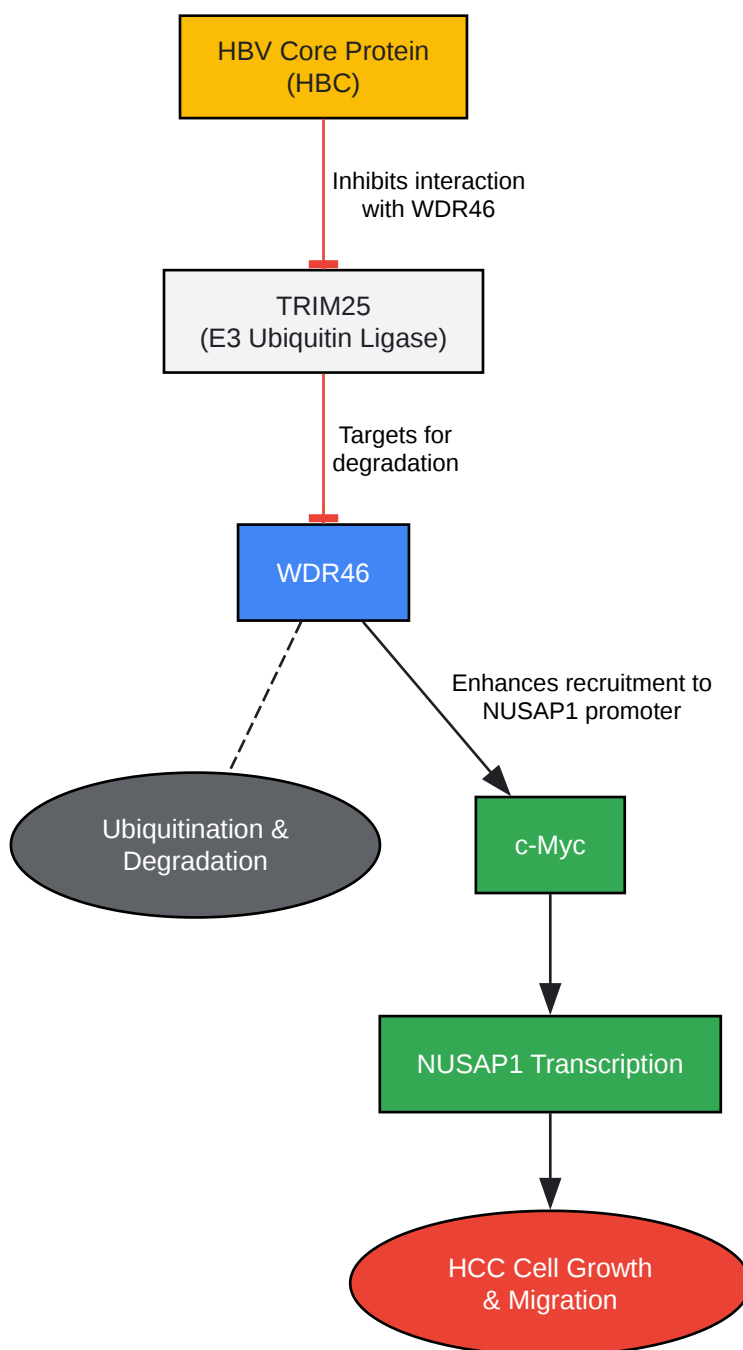 HBV Core Protein
(HBC)
Inhibits interaction
with WDR46
TRIM25
(E3 Ubiquitin Ligase)
Targets for
degradation
WDR46
Enhances recruitment to
NUSAP1 promoter
Ubiquitination &
Degradation
c-Myc
NUSAP1 Transcription
HCC Cell Growth
& Migration